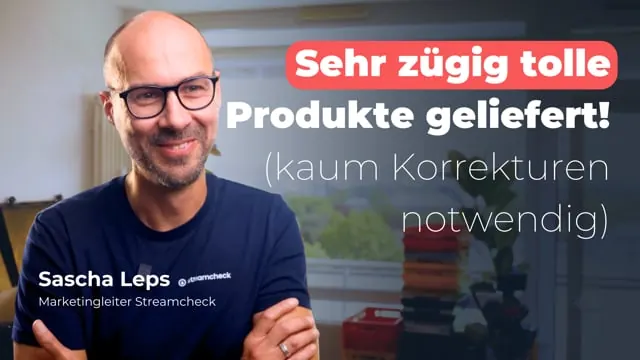 Sehr zügig tolle
Produkte geliefert!
(kaum Korrekturen
notwendig)
Sascha Leps
streamcheck
Marketingleiter Streamcheck